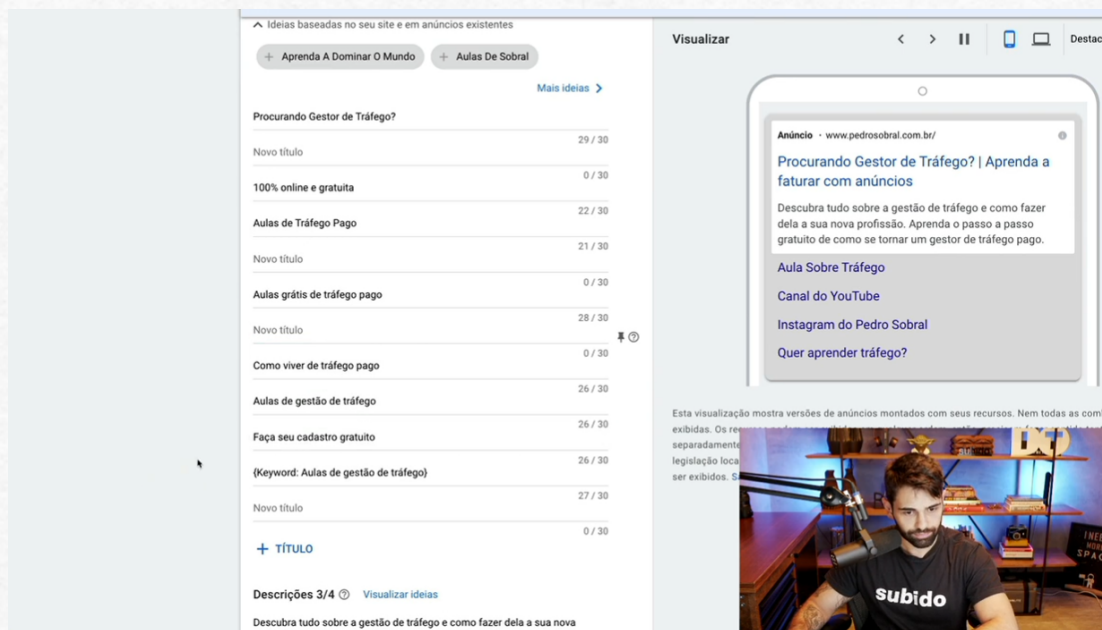 Ideias baseadas no seu site e em anúncios existentes
+ Aprenda A Dominar O Mundo + Aulas De Sobral
Mais ideias
Procurando Gestor de Tráfego?
29 / 30
Novo título
0 / 30
100% online e gratuita
22 / 30
Aulas de Tráfego Pago
21 / 30
Novo título
0 / 30
Aulas grátis de tráfego pago
28 / 30
Novo título
0 / 30
Como viver de tráfego pago
26 / 30
Aulas de gestão de tráfego
26 / 30
Faça seu cadastro gratuito
26 / 30
{Keyword: Aulas de gestão de tráfego}
27 / 30
Novo título
0 / 30
+ TÍTULO
Descrições 3/4 Visualizar ideias
Descubra tudo sobre a gestão de tráfego e como fazer dela a sua nova
Visualizar
Destac
Anúncio · www.pedrosobral.com.br/
Procurando Gestor de Tráfego? | Aprenda a
faturar com anúncios
Descubra tudo sobre a gestão de tráfego e como fazer
dela a sua nova profissão. Aprenda o passo a passo
gratuito de como se tornar um gestor de tráfego pago.
Aula Sobre Tráfego
Canal do YouTube
Instagram do Pedro Sobral
Quer aprender tráfego?
Esta visualização mostra versões de anúncios montados com seus recursos. Nem todas as com
exibidas. Os
separadamente
legislação loca
ser exibidos.
subido